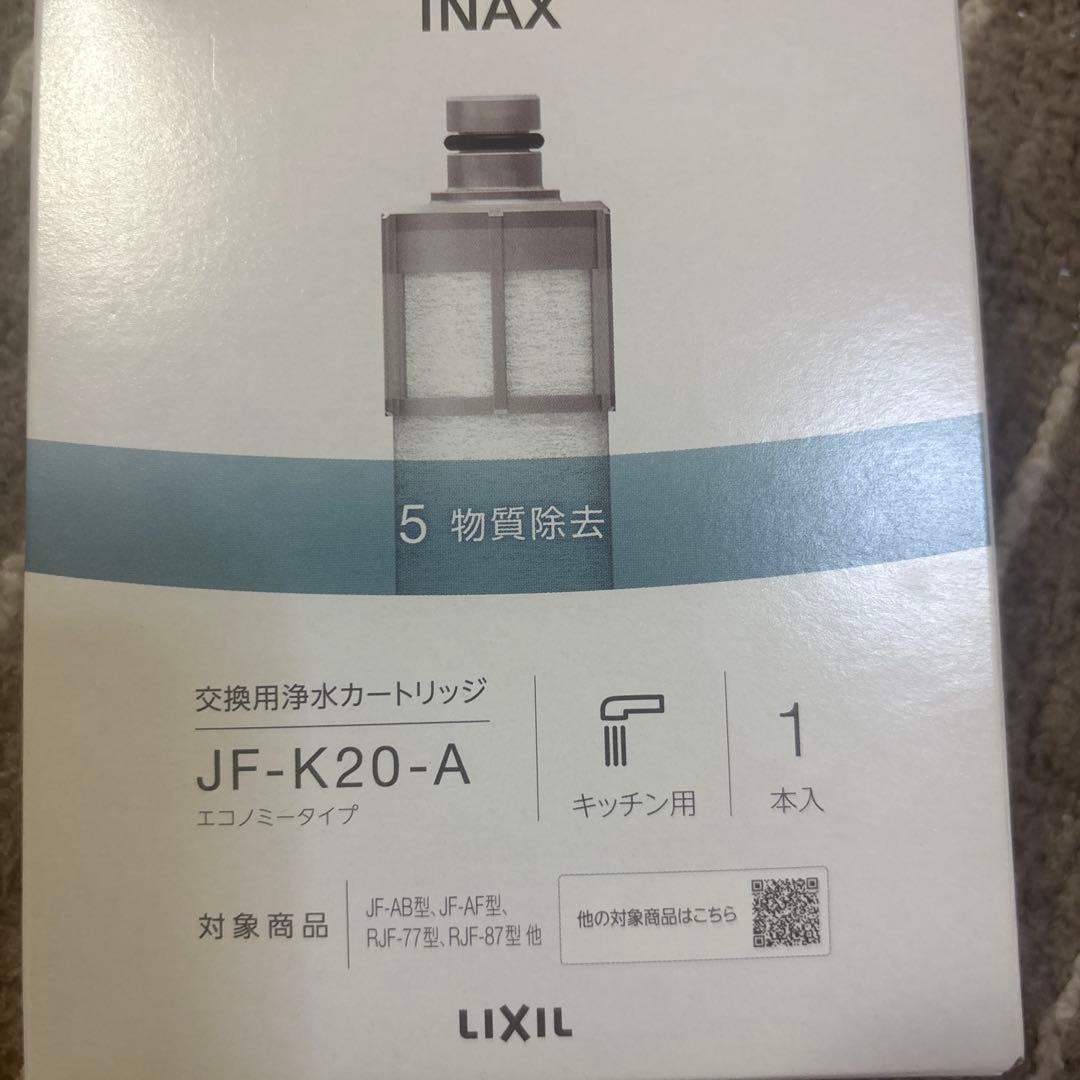 INAX
5 物質除去
交換用浄水カートリッジ
JF-K20-A
エコノミータイプ
キッチン用
1
本入
対象商品
JF-AB型、JF-AF型、
RJF-77型、RJF-87型 他
他の対象商品はこちら
LIXIL